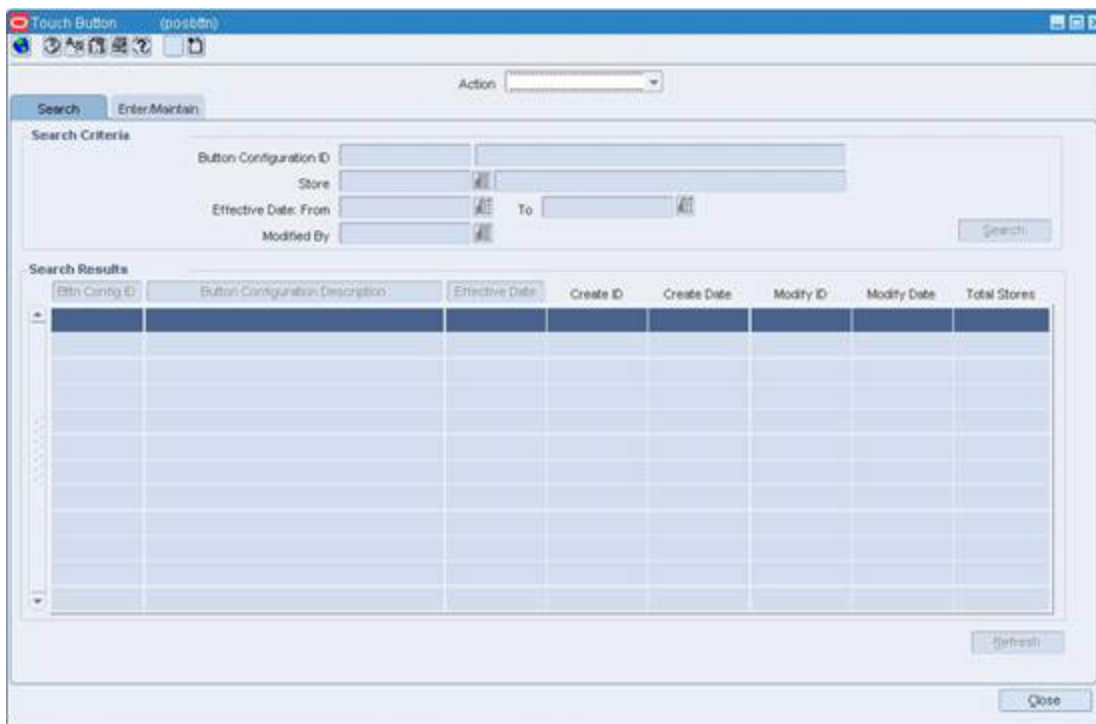 Touch Button (posbttn)
Action
Search Enter/Maintain
Search Criteria
Button Configuration ID
Store
Effective Date: From To
Modified By
Search
Search Results
Bttn Config ID Button Configuration Description Effective Date Create ID Create Date Modify ID Modify Date Total Stores
Refresh
Close